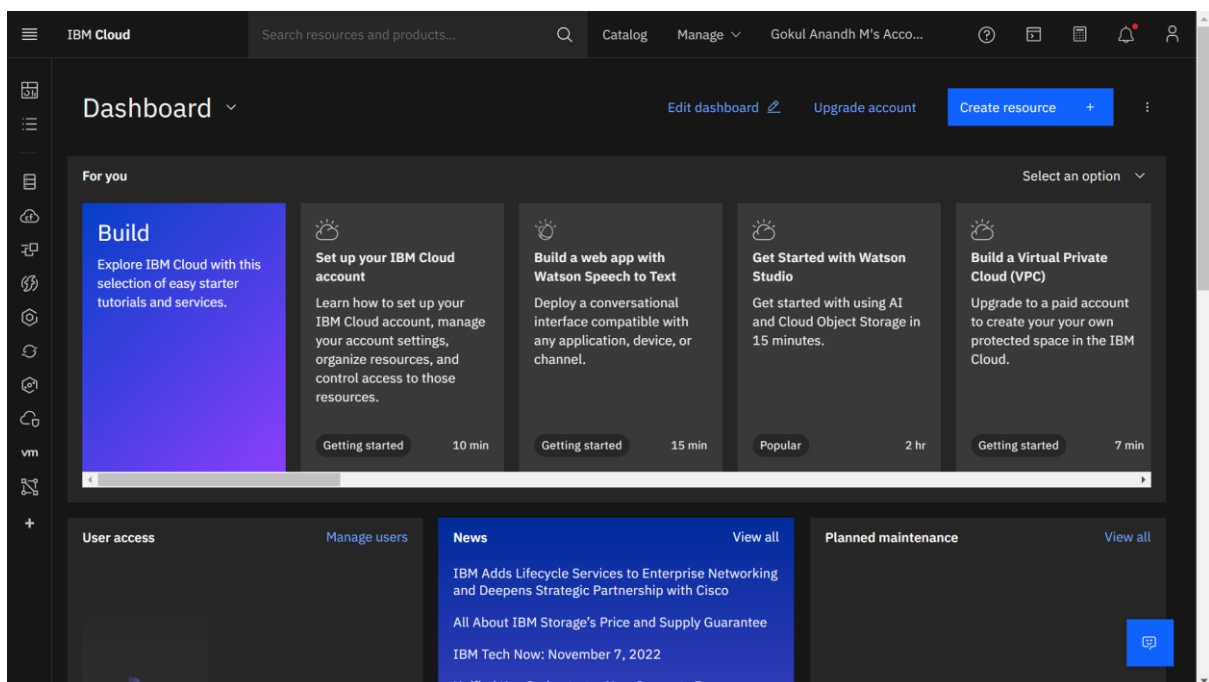 IBM Cloud
Search resources and products...
Catalog
Manage
Gokul Anandh M's Acco...
Dashboard
Edit dashboard
Upgrade account
Create resource +
For you
Select an option
Build
Explore IBM Cloud with this
selection of easy starter
tutorials and services.
Set up your IBM Cloud
account
Learn how to set up your
IBM Cloud account, manage
your account settings,
organize resources, and
control access to those
resources.
Getting started
10 min
Build a web app with
Watson Speech to Text
Deploy a conversational
interface compatible with
any application, device, or
channel.
Getting started
15 min
Get Started with Watson
Studio
Get started with using AI
and Cloud Object Storage in
15 minutes.
Popular
2 hr
Build a Virtual Private
Cloud (VPC)
Upgrade to a paid account
to create your your own
protected space in the IBM
Cloud.
Getting started
7 min
vm
User access
Manage users
News
View all
IBM Adds Lifecycle Services to Enterprise Networking
and Deepens Strategic Partnership with Cisco
All About IBM Storage's Price and Supply Guarantee
IBM Tech Now: November 7, 2022
Planned maintenance
View all